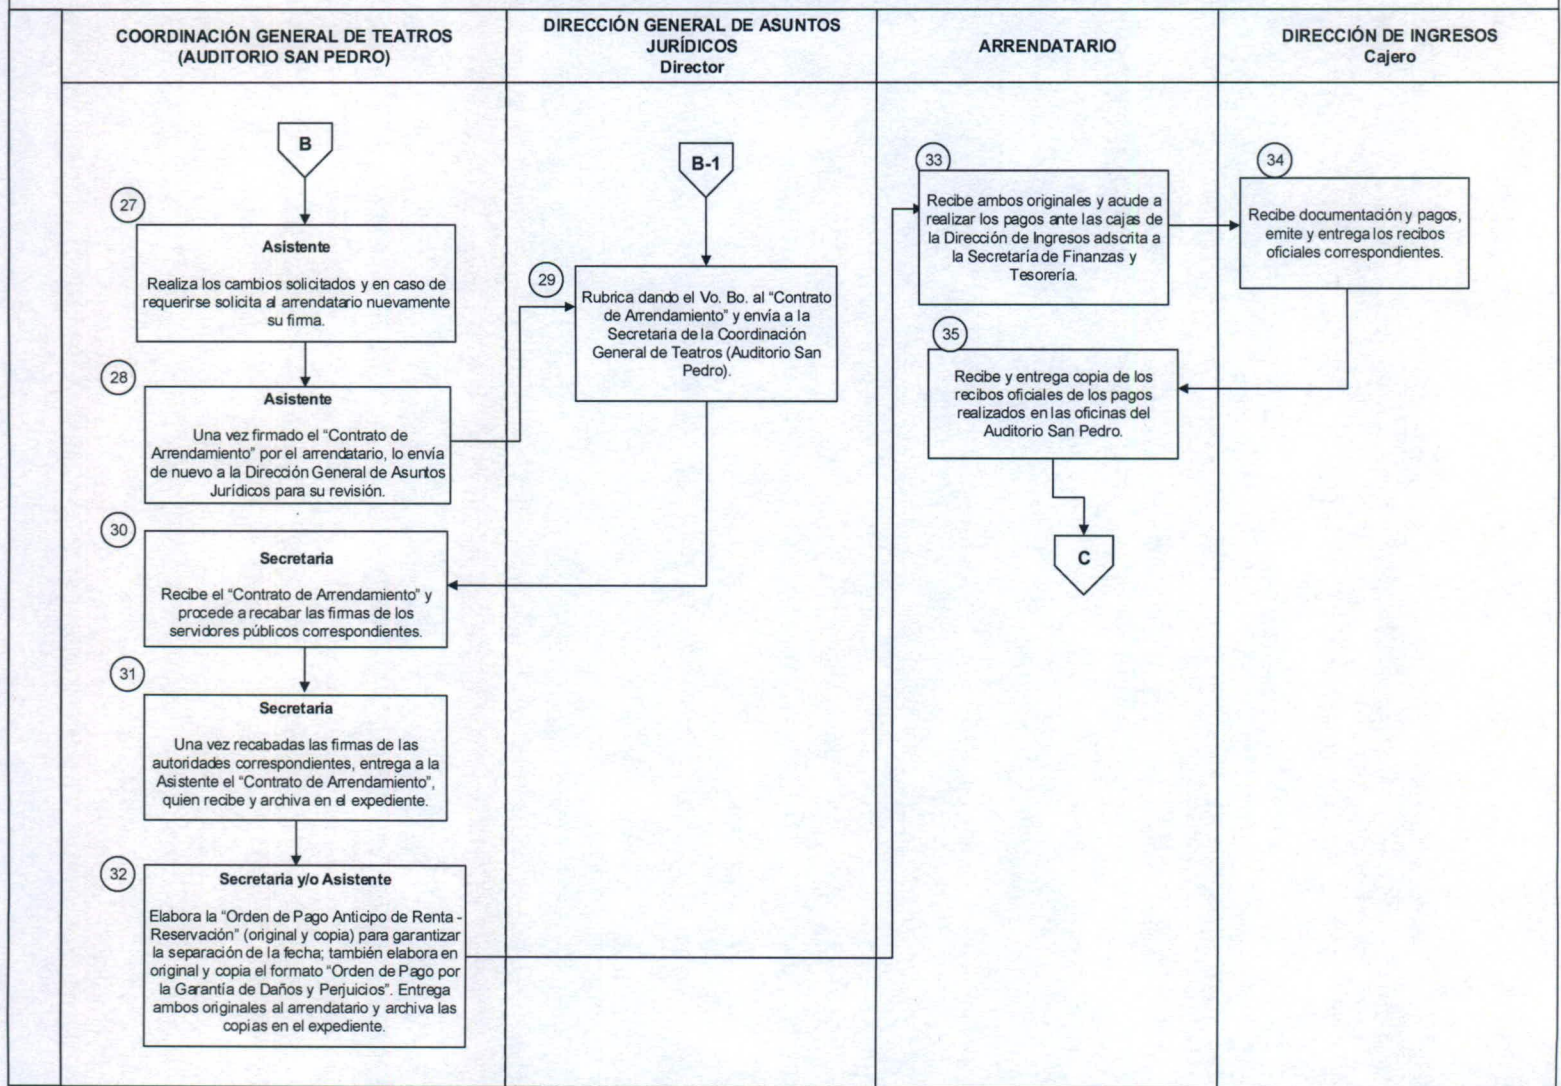 COORDINACIÓN GENERAL DE TEATROS
(AUDITORIO SAN PEDRO)
DIRECCIÓN GENERAL DE ASUNTOS
JURÍDICOS
Director
ARRENDATARIO
DIRECCIÓN DE INGRESOS
Cajero
B
27
Asistente
Realiza los cambios solicitados y en caso de
requerirse solicita al arrendatario nuevamente
su firma.
28
Asistente
Una vez firmado el “Contrato de
Arrendamiento” por el arrendatario, lo envía
de nuevo a la Dirección General de Asuntos
Jurídicos para su revisión.
B-1
29
Rubrica dando el Vo. Bo. al “Contrato
de Arrendamiento” y envía a la
Secretaria de la Coordinación
General de Teatros (Auditorio San
Pedro).
30
Secretaria
Recibe el “Contrato de Arrendamiento” y
procede a recabar las firmas de los
servidores públicos correspondientes.
31
Secretaria
Una vez recabadas las firmas de las
autoridades correspondientes, entrega a la
Asistente el “Contrato de Arrendamiento”,
quien recibe y archiva en el expediente.
32
Secretaria y/o Asistente
Elabora la “Orden de Pago Anticipo de Renta -
Reservación” (original y copia) para garantizar
la separación de la fecha; también elabora en
original y copia el formato “Orden de Pago por
la Garantía de Daños y Perjuicios”. Entrega
ambos originales al arrendatario y archiva las
copias en el expediente.
33
Recibe ambos originales y acude a
realizar los pagos ante las cajas de
la Dirección de Ingresos adscrita a
la Secretaría de Finanzas y
Tesorería.
34
Recibe documentación y pagos,
emite y entrega los recibos
oficiales correspondientes.
35
Recibe y entrega copia de los
recibos oficiales de los pagos
realizados en las oficinas del
Auditorio San Pedro.
C